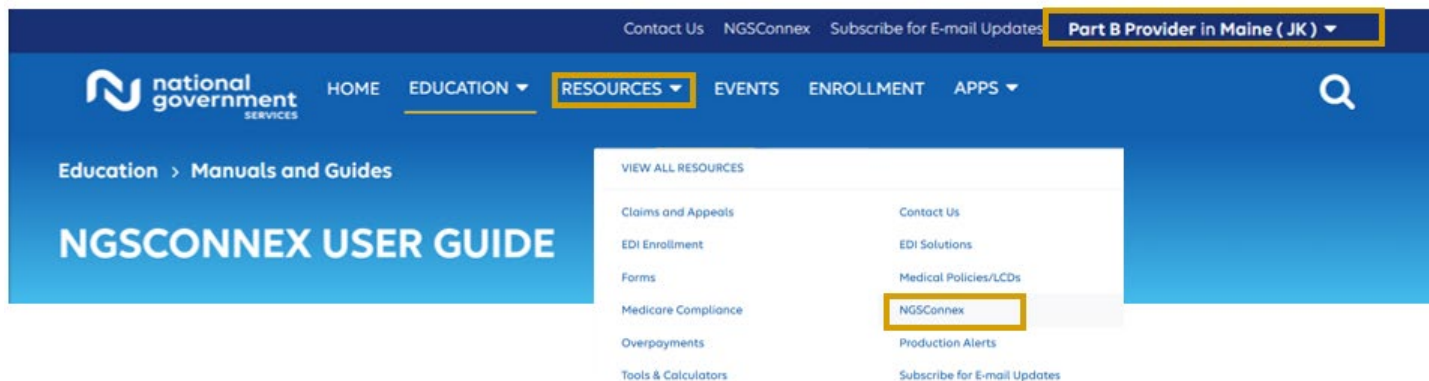 Contact Us NGSConnex Subscribe for E-mail Updates Part B Provider in Maine ( JK )
national
government
SERVICES
HOME EDUCATION RESOURCES EVENTS ENROLLMENT APPS
Education > Manuals and Guides
NGSCONNEX USER GUIDE
VIEW ALL RESOURCES
Claims and Appeals
EDI Enrollment
Forms
Medicare Compliance
Overpayments
Tools & Calculators
Contact Us
EDI Solutions
Medical Policies/LCDs
NGSConnex
Production Alerts
Subscribe for E-mail Updates